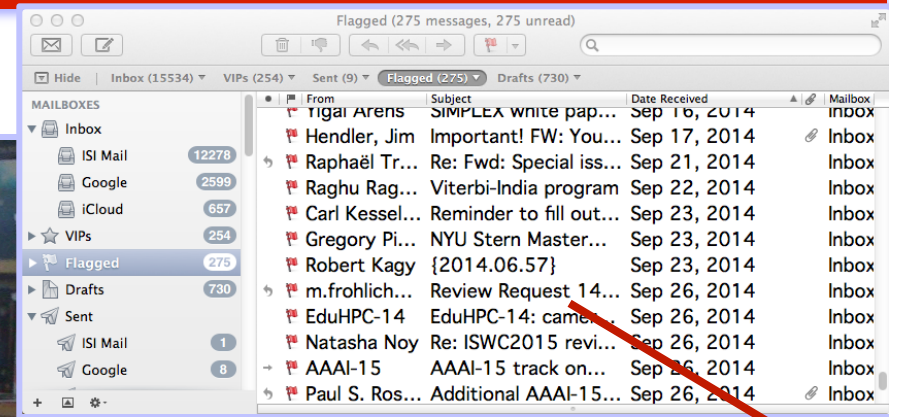 Flagged (275 messages, 275 unread)
Hide Inbox (15534) VIPs (254) Sent (9) Flagged (275) Drafts (730)
MAILBOXES
Inbox
ISI Mail 12278
Google 2599
iCloud 657
VIPs 254
Flagged 275
Drafts 730
Sent
ISI Mail 1
Google 8
From Subject Date Received Mailbox
Yigal Arens SIMPLEX white pap... Sep 16, 2014 Inbox
Hendler, Jim Important! FW: You... Sep 17, 2014 Inbox
Raphaël Tr... Re: Fwd: Special iss... Sep 21, 2014 Inbox
Raghu Rag... Viterbi-India program Sep 22, 2014 Inbox
Carl Kessel... Reminder to fill out... Sep 23, 2014 Inbox
Gregory Pi... NYU Stern Master... Sep 23, 2014 Inbox
Robert Kagy {2014.06.57} Sep 23, 2014 Inbox
m.frohlich... Review Request 14... Sep 26, 2014 Inbox
EduHPC-14 EduHPC-14: camer... Sep 26, 2014 Inbox
Natasha Noy Re: ISWC2015 revi... Sep 26, 2014 Inbox
AAAI-15 AAAI-15 track on... Sep 26, 2014 Inbox
Paul S. Ros... Additional AAAI-15... Sep 26, 2014 Inbox